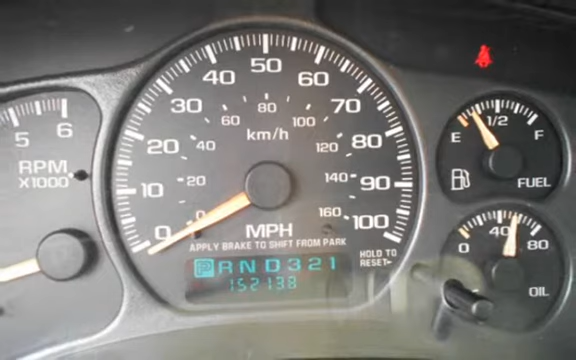 5 6
RPM
X1000
0 10 20 30 40 50 60 70 80 90 100
0 20 40 60 80 100 120 140 160
km/h
MPH
APPLY BRAKE TO SHIFT FROM PARK
HOLD TO
RESET
P R N D 3 2 1
152138
E 1/2 F
FUEL
0 40 80
OIL